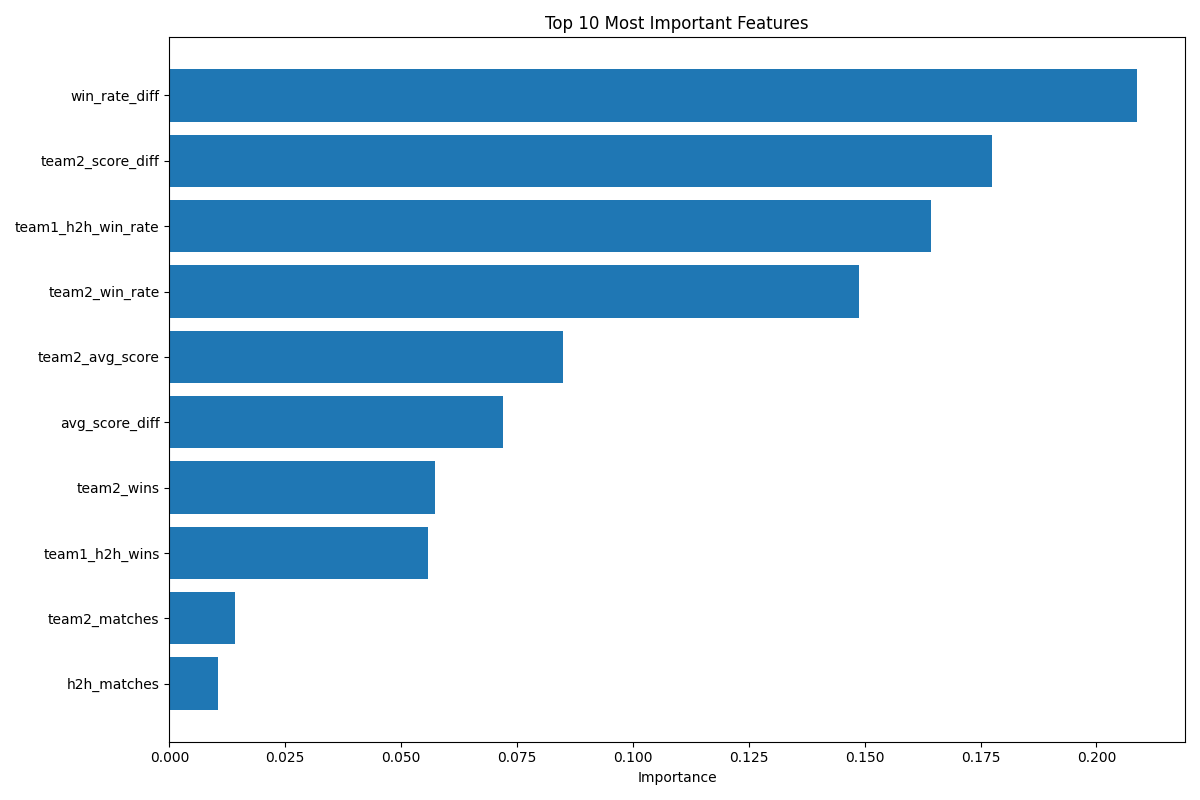 Top 10 Most Important Features
win_rate_diff
team2_score_diff
team1_h2h_win_rate
team2_win_rate
team2_avg_score
avg_score_diff
team2_wins
team1_h2h_wins
team2_matches
h2h_matches
0.000 0.025 0.050 0.075 0.100 0.125 0.150 0.175 0.200
Importance